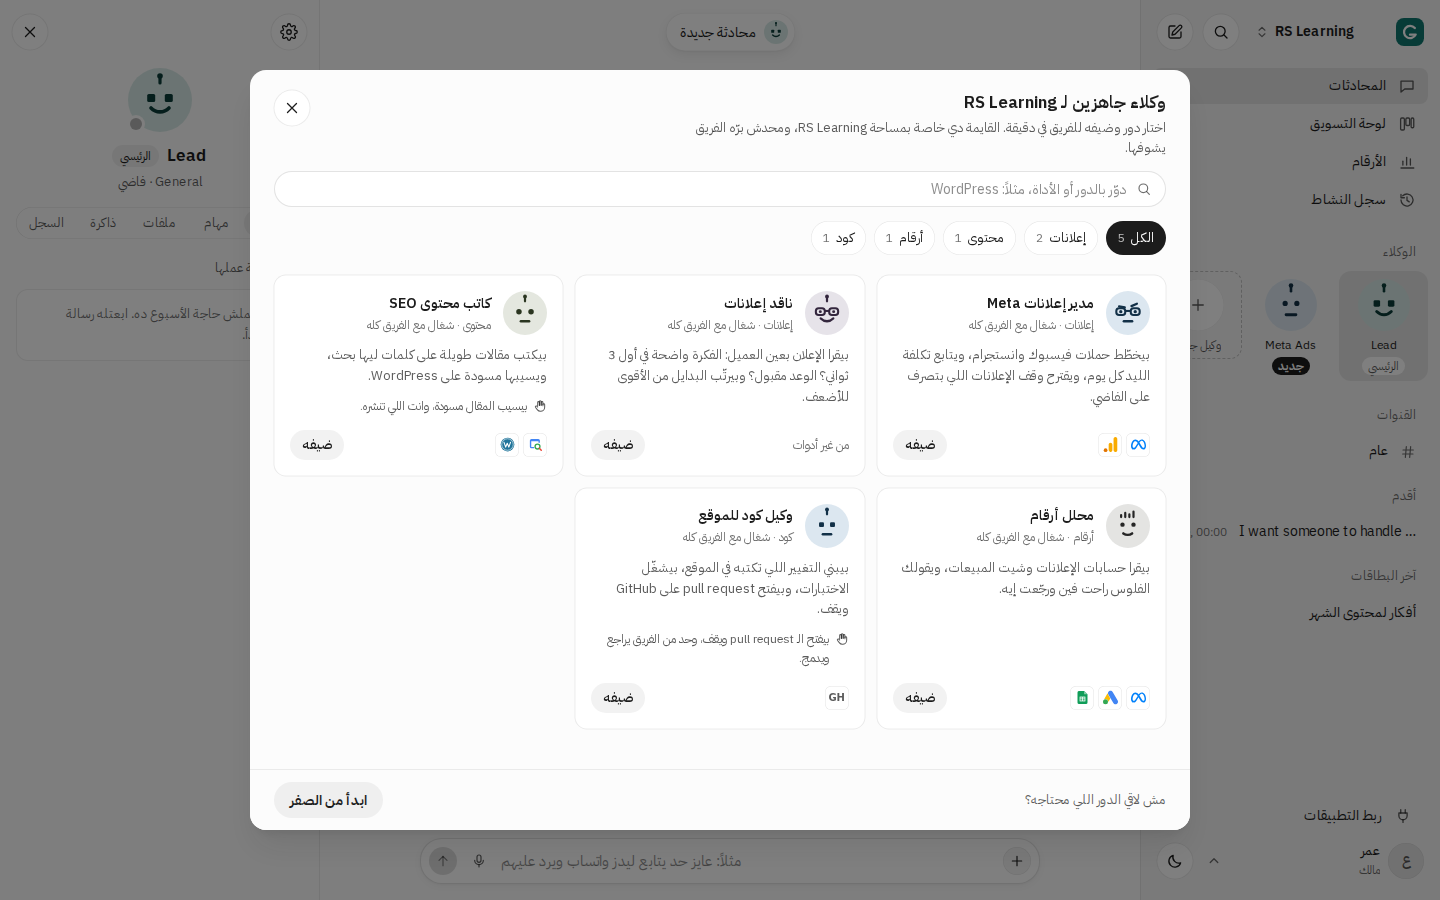 RS Learning
المحادثات
لوحة التسويق
الأرقام
سجل النشاط
الوكلاء
Lead
الرئيسي
Meta Ads
جديد
القنوات
عام
أقدم
I want someone to handle ...
00:00
آخر البطاقات
أفكار لمحتوى الشهر
ربط التطبيقات
ع
عمر
مالك
محادثة جديدة
وكلاء جاهزين لـ RS Learning
اختار دور وضيفه للفريق في دقيقة. القايمة دي خاصة بمساحة RS Learning، ومحدش برّه الفريق
يشوفها.
دوّر بالدور أو الأداة، مثلاً: WordPress
الكل 5
إعلانات 2
محتوى 1
أرقام 1
كود 1
مدير إعلانات Meta
إعلانات · شغال مع الفريق كله
بيخطّط حملات فيسبوك وانستجرام، ويتابع تكلفة
الليد كل يوم، ويقترح وقف الإعلانات اللي بتصرف
على الفاضي.
ضيفه
ناقد إعلانات
إعلانات · شغال مع الفريق كله
بيقرا الإعلان بعين العميل: الفكرة واضحة في أول 3
ثواني؟ الوعد مقبول؟ وبيرتّب البدايل من الأقوى
للأضعف.
من غير أدوات
ضيفه
كاتب محتوى SEO
محتوى · شغال مع الفريق كله
بيكتب مقالات طويلة على كلمات ليها بحث،
ويسيبها مسودة على WordPress.
بيسيب المقال مسودة، وانت اللي تنشره.
ضيفه
محلل أرقام
أرقام · شغال مع الفريق كله
بيقرا حسابات الإعلانات وشيت المبيعات، ويقولك
الفلوس راحت فين ورجّعت إيه.
ضيفه
وكيل كود للموقع
كود · شغال مع الفريق كله
بيبني التغيير اللي تكتبه في الموقع، بيشغّل
الاختبارات، وبيفتح pull request على GitHub
ويقف.
بيفتح الـ pull request ويقف، وحد من الفريق يراجع
ويدمج.
GH
ضيفه
مش لاقي الدور اللي محتاجه؟
ابدأ من الصفر
مثلاً: عايز حد يتابع ليدز واتساب ويرد عليهم
Lead
الرئيسي
General · فاضي
مهام
ملفات
ذاكرة
السجل
عملها
ملش حاجة الأسبوع ده. ابعتله رسالة